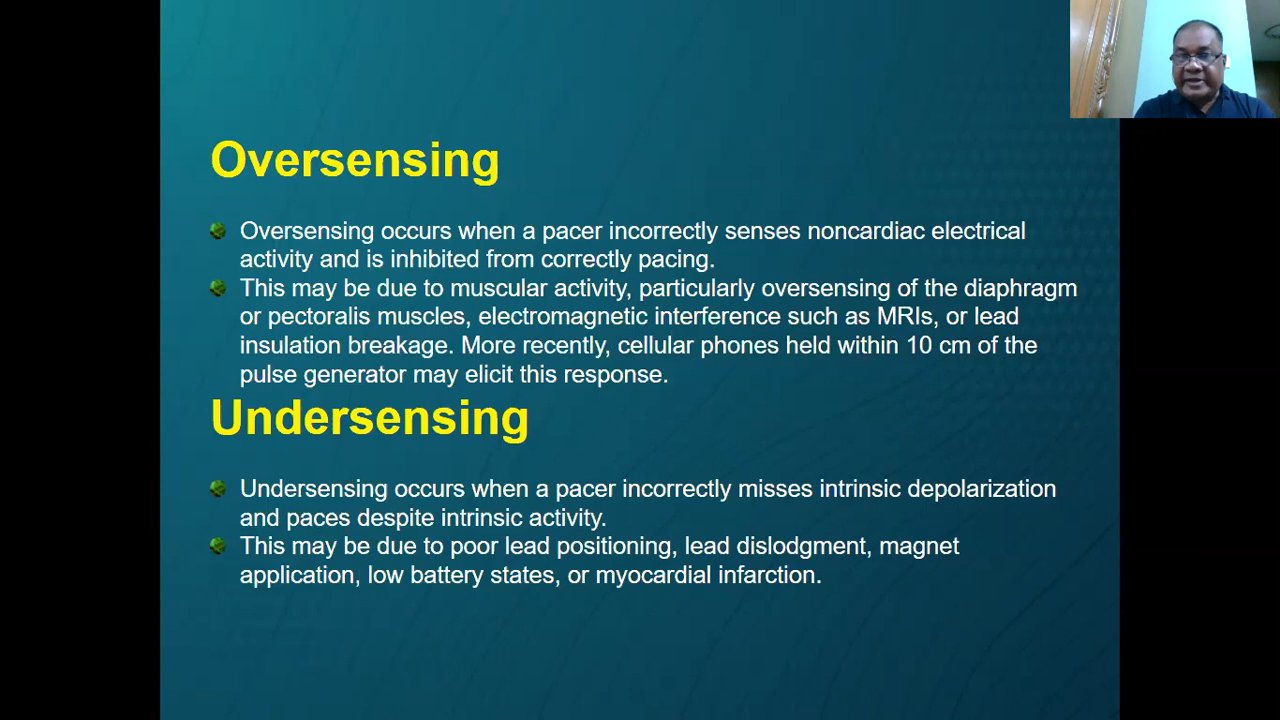 Oversensing
Oversensing occurs when a pacer incorrectly senses noncardiac electrical
activity and is inhibited from correctly pacing.
This may be due to muscular activity, particularly oversensing of the diaphragm
or pectoralis muscles, electromagnetic interference such as MRIs, or lead
insulation breakage. More recently, cellular phones held within 10 cm of the
pulse generator may elicit this response.
Undersensing
Undersensing occurs when a pacer incorrectly misses intrinsic depolarization
and paces despite intrinsic activity.
This may be due to poor lead positioning, lead dislodgment, magnet
application, low battery states, or myocardial infarction.